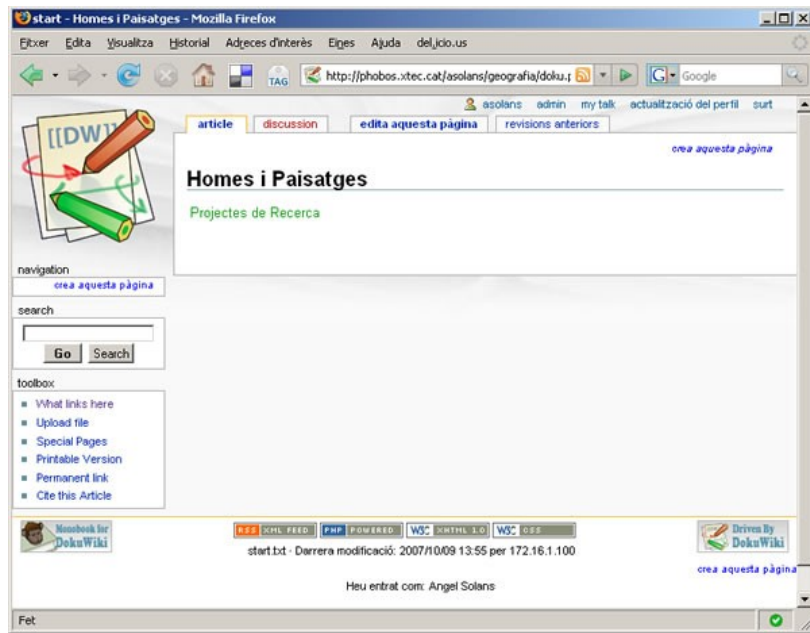 start - Homes i Paisatges - Mozilla Firefox
Fitxer Edita Visualitza Historial Adreces d'interès Eines Ajuda del.icio.us
TAG http://phobos.xtec.cat/asolans/geografia/doku.p G Google
asolans admin my talk actualització del perfil surt
[[DW]]
article discussion edita aquesta pàgina revisions anteriors
crea aquesta pàgina
Homes i Paisatges
Projectes de Recerca
navigation
crea aquesta pàgina
search
Go Search
toolbox
What links here
Upload file
Special Pages
Printable Version
Permanent link
Cite this Article
Monobook for
DokuWiki
RSS XML FEED PHP POWERED W3C XHTML 1.0 W3C CSS
Driven By
DokuWiki
start.txt · Darrera modificació: 2007/10/09 13:55 per 172.16.1.100
crea aquesta pàgina
Heu entrat com: Angel Solans
Fet